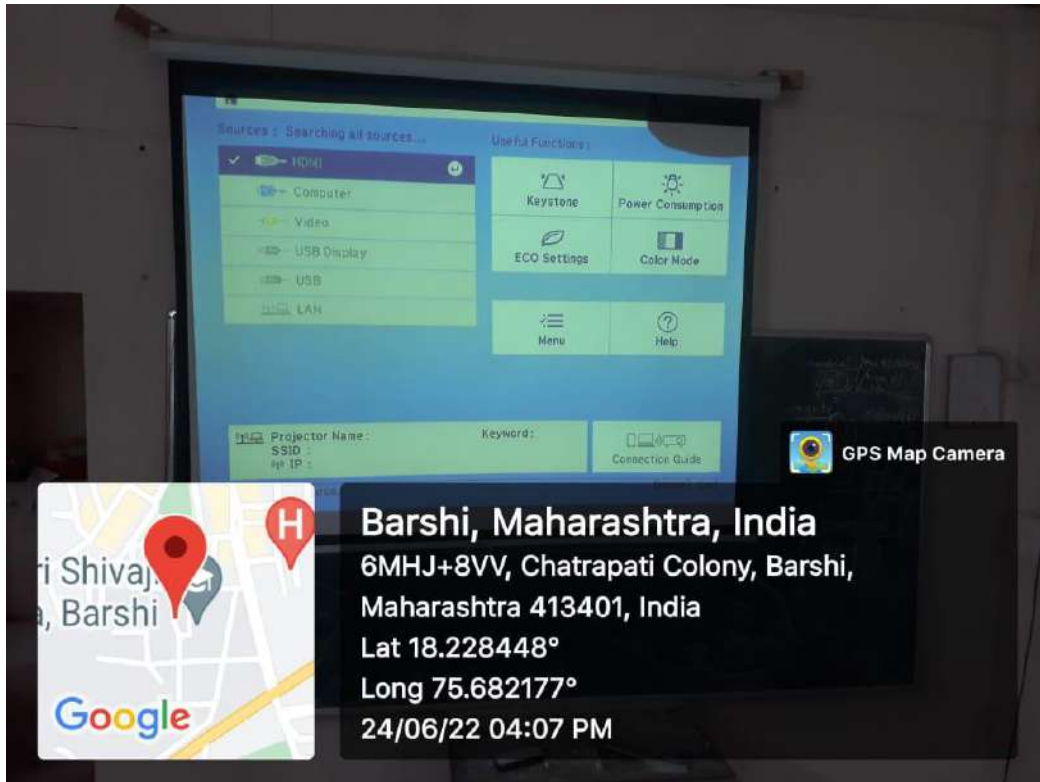 Sources : Searching all sources...
HDMI
Computer
Video
USB Display
USB
LAN
Useful Functions:
Keystone
Power Consumption
ECO Settings
Color Mode
Menu
Help
Projector Name:
SSID :
IP :
Keyword:
Connection Guide
GPS Map Camera
H
ri Shivaj
a, Barshi
Google
Barshi, Maharashtra, India
6MHJ+8VV, Chatrapati Colony, Barshi,
Maharashtra 413401, India
Lat 18.228448°
Long 75.682177°
24/06/22 04:07 PM